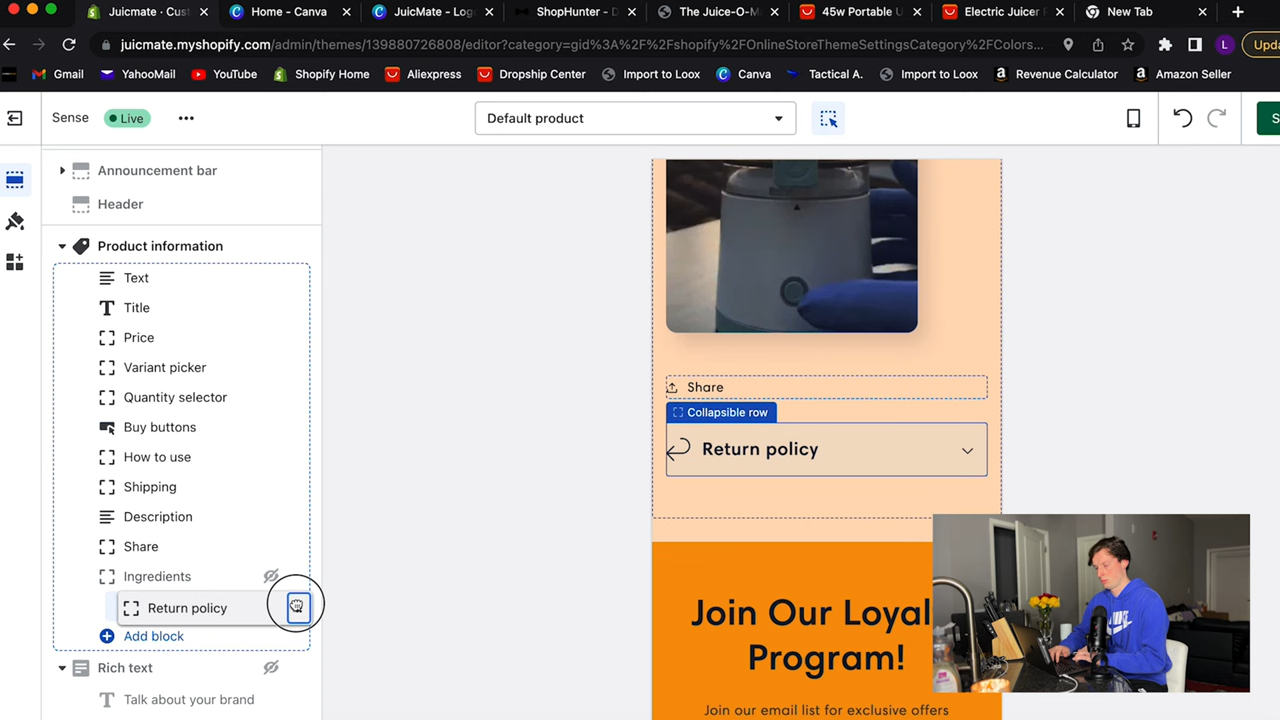 Juicmate · Cust
Home - Canva
JuicMate - Log
ShopHunter - D
The Juice-O-M
45w Portable U
Electric Juicer P
New Tab
juicmate.myshopify.com/admin/themes/139880726808/editor?category=gid%3A%2F%2Fshopify%2FOnlineStoreThemeSettingsCategory%2FColors...
L
Upda
Gmail
YahooMail
YouTube
Shopify Home
Aliexpress
Dropship Center
Import to Loox
Canva
Tactical A.
Import to Loox
Revenue Calculator
Amazon Seller
Sense
Live
Default product
S
Announcement bar
Header
Product information
Text
Title
Price
Variant picker
Quantity selector
Buy buttons
How to use
Shipping
Description
Share
Ingredients
Return policy
Add block
Rich text
Talk about your brand
Share
Collapsible row
Return policy
Join Our Loyal
Program!
Join our email list for exclusive offers